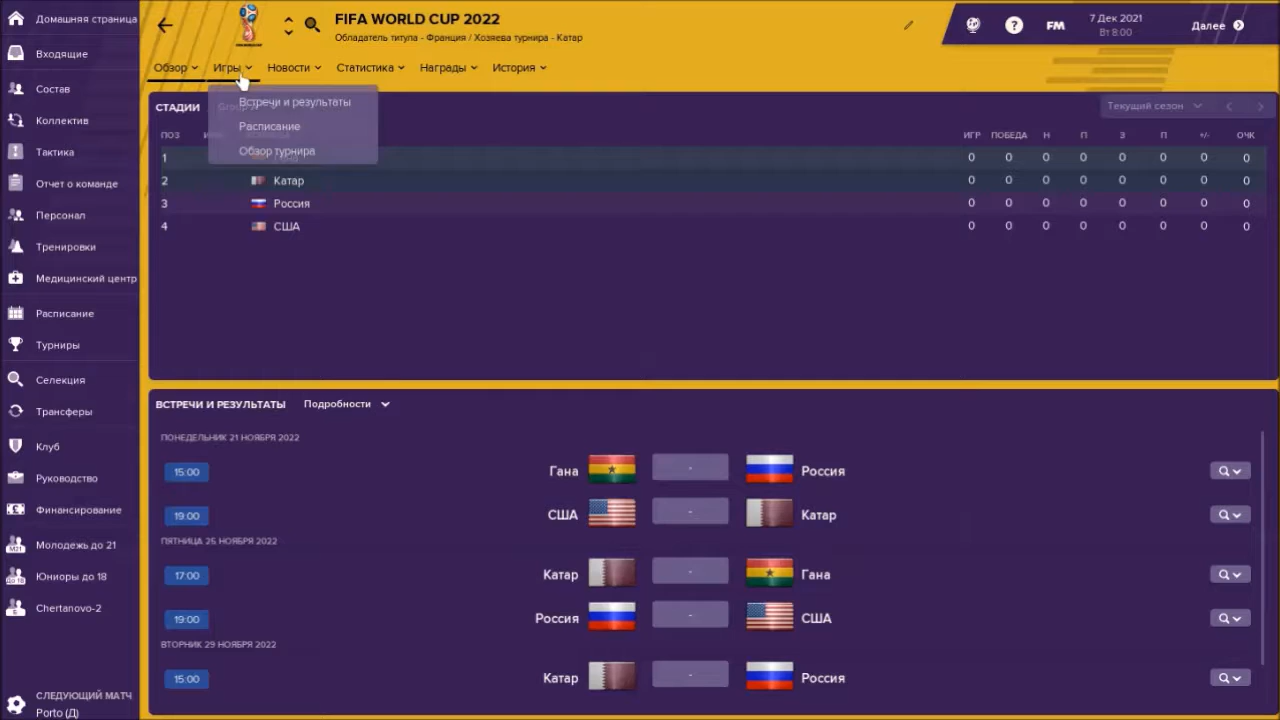 Домашняя страница
Входящие
Состав
Коллектив
Тактика
Отчет о команде
Персонал
Тренировки
Медицинский центр
Расписание
Турниры
Селекция
Трансферы
Клуб
Руководство
Финансирование
Молодежь до 21
Юниоры до 18
Chertanovo-2
СЛЕДУЮЩИЙ МАТЧ
Porto (Д)
FIFA WORLD CUP 2022
Обладатель титула - Франция / Хозяева турнира - Катар
FM
7 Дек 2021
Вт 8:00
Далее
Обзор Игры Новости Статистика Награды История
Встречи и результаты
Расписание
Обзор турнира
СТАДИИ
Текущий сезон
ПОЗ ИГР ПОБЕДА Н П З П +/- ОЧК
1 0 0 0 0 0 0 0 0
2 Катар 0 0 0 0 0 0 0 0
3 Россия 0 0 0 0 0 0 0 0
4 США 0 0 0 0 0 0 0 0
ВСТРЕЧИ И РЕЗУЛЬТАТЫ Подробности
ПОНЕДЕЛЬНИК 21 НОЯБРЯ 2022
15:00 Гана - Россия
19:00 США - Катар
ПЯТНИЦА 25 НОЯБРЯ 2022
17:00 Катар - Гана
19:00 Россия - США
ВТОРНИК 29 НОЯБРЯ 2022
15:00 Катар - Россия